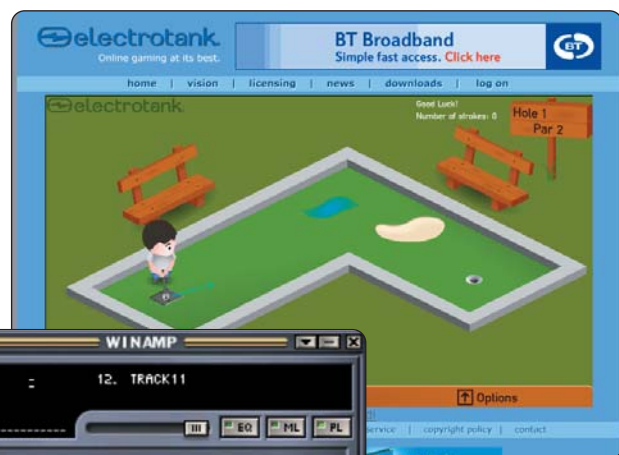 electrotank.
Online gaming at its best.
BT Broadband
Simple fast access. Click here
BT
home | vision | licensing | news | downloads | log on
electrotank.
Good Luck!
Number of strokes: 0
Hole 1
Par 2
WINAMP
12. TRACK11
EQ ML PL
Options
service | copyright policy | contact